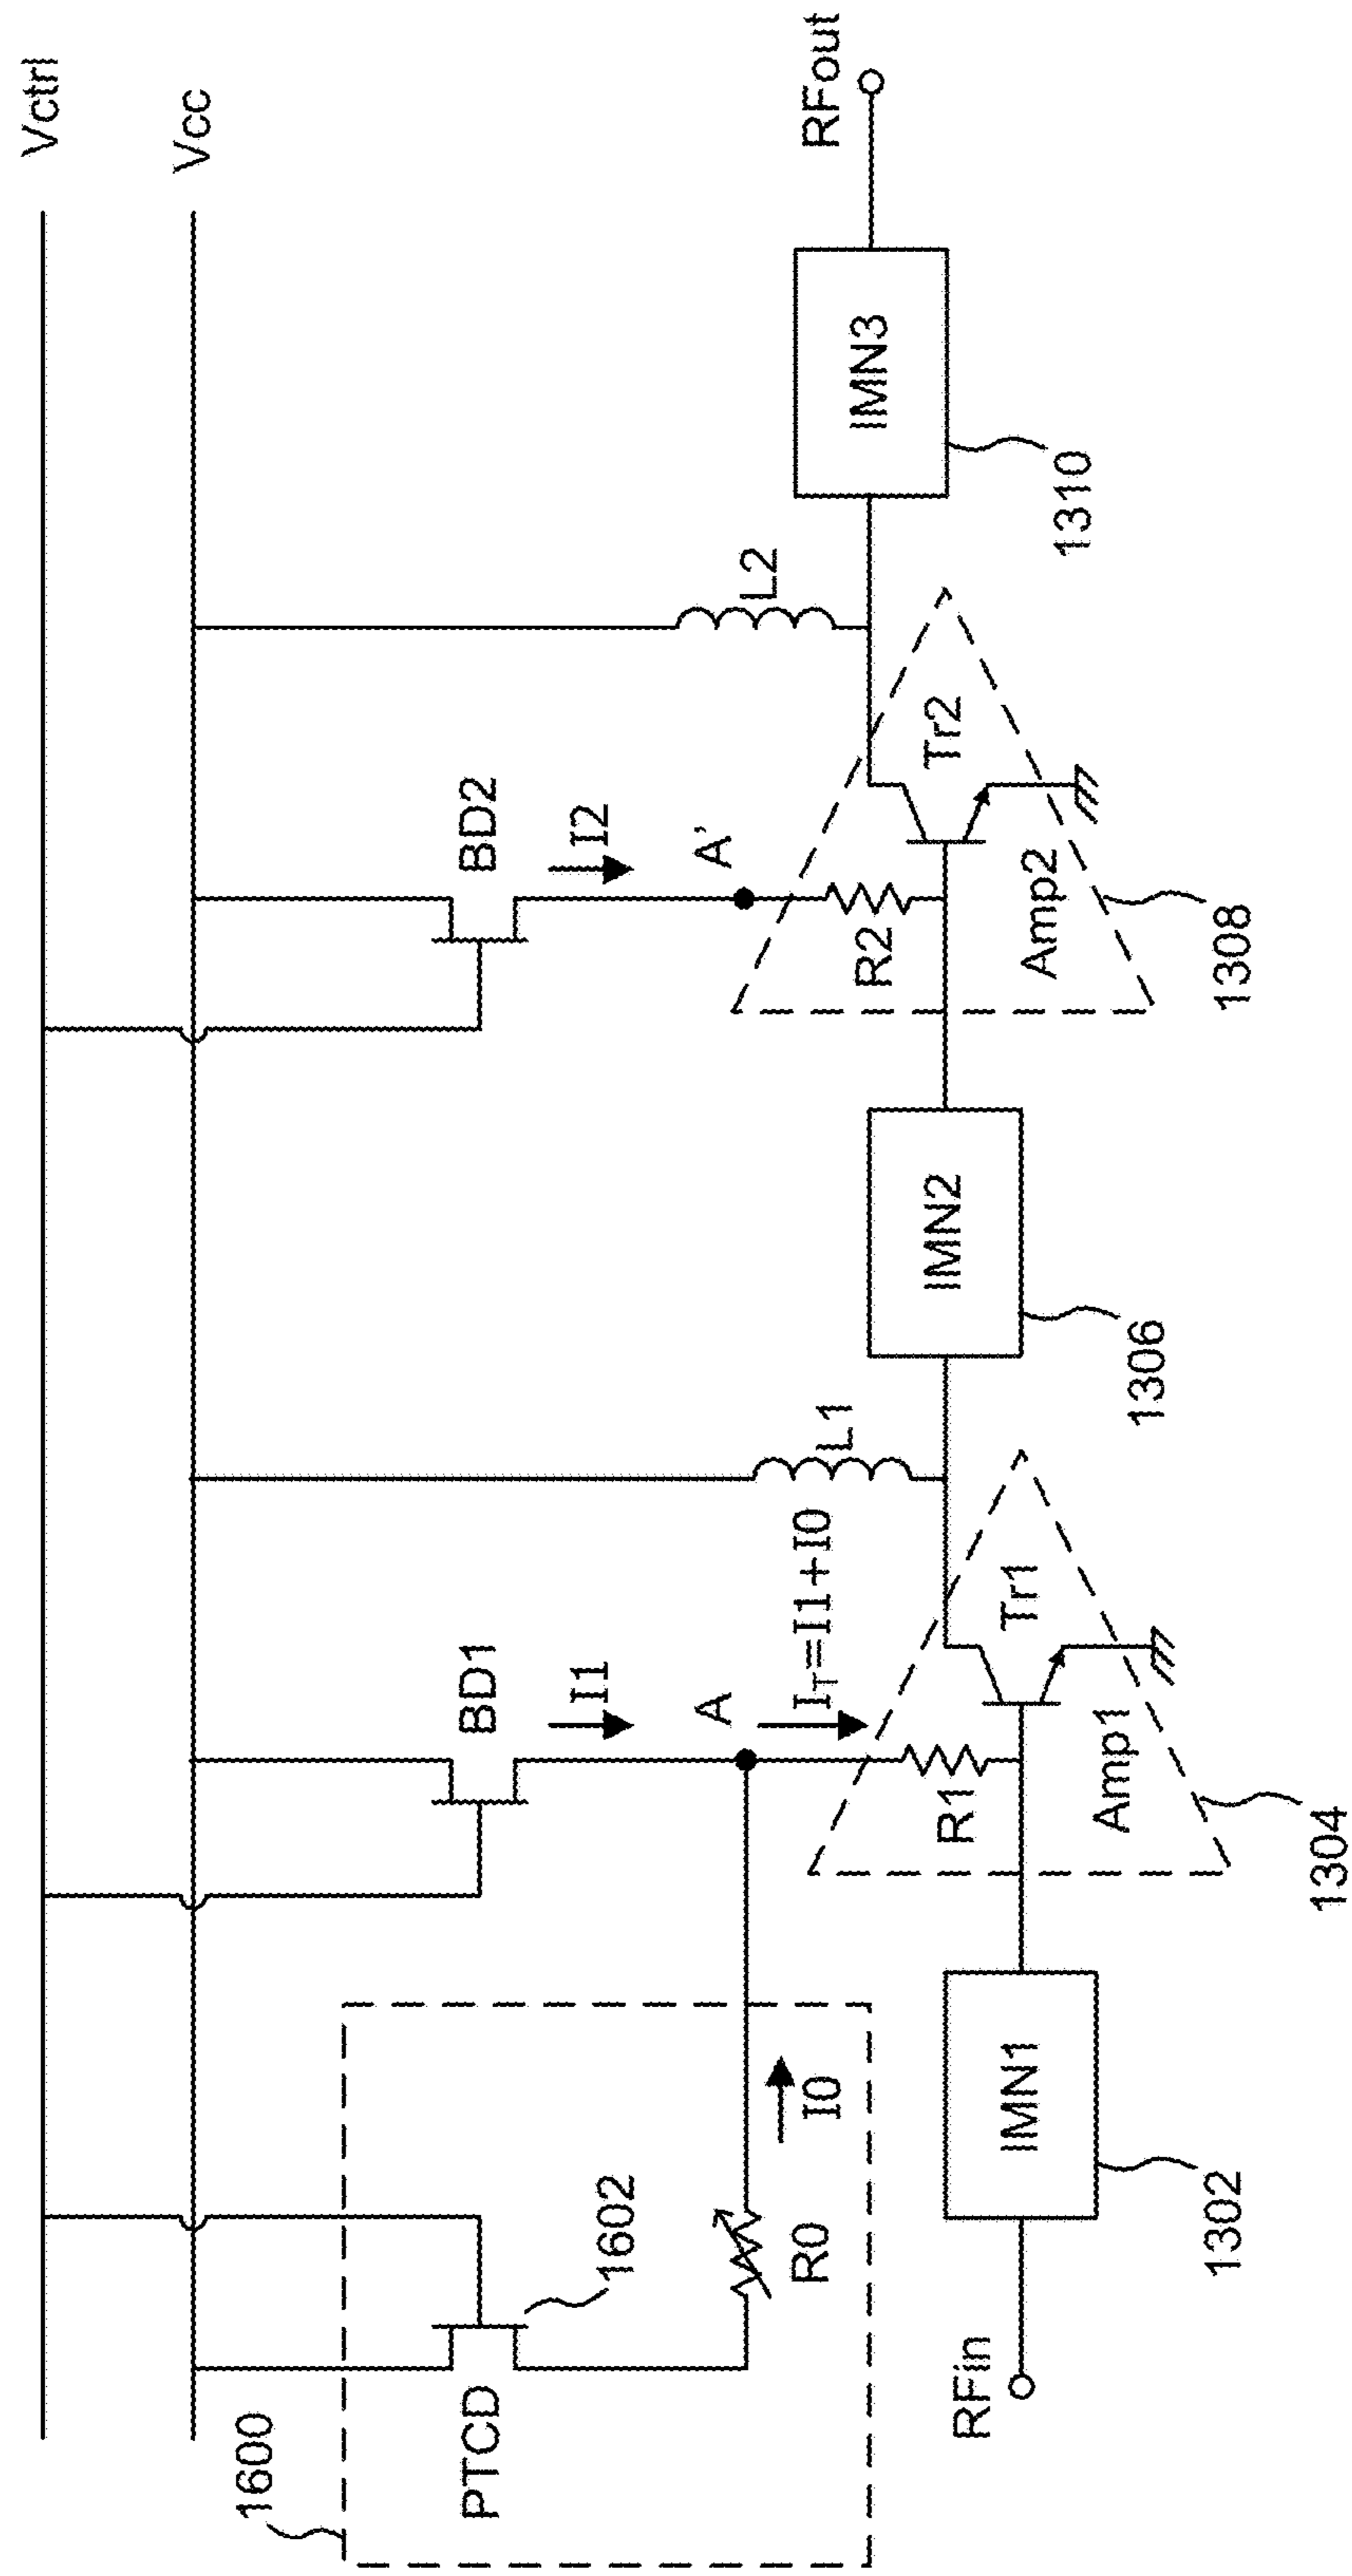 Vctrl
Vcc
1600
PTCD
1602
R0
I0
BD1
I1
A
I_T=I1+I0
L1
BD2
I2
A'
L2
RFin
IMN1
1302
R1
Tr1
Amp1
1304
IMN2
1306
R2
Tr2
Amp2
1308
IMN3
1310
RFout